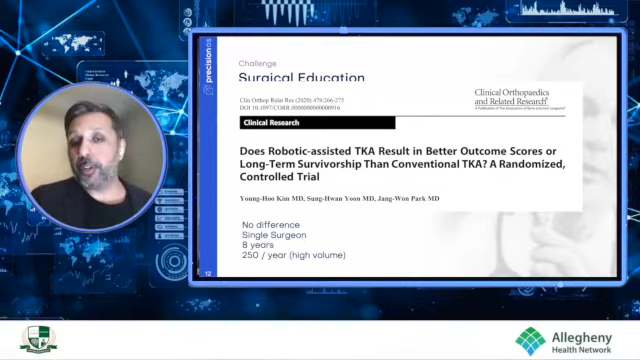 precisionos
Challenge
Surgical Education
Clin Orthop Relat Res (2020) 478:266-275
DOI 10.1097/CORR.0000000000000916
Clinical Orthopaedics
and Related Research®
Clinical Research
Does Robotic-assisted TKA Result in Better Outcome Scores or
Long-Term Survivorship Than Conventional TKA? A Randomized,
Controlled Trial
Young-Hoo Kim MD, Sung-Hwan Yoon MD, Jang-Won Park MD
No difference
Single Surgeon
8 years
250 / year (high volume)
12
Allegheny
Health Network